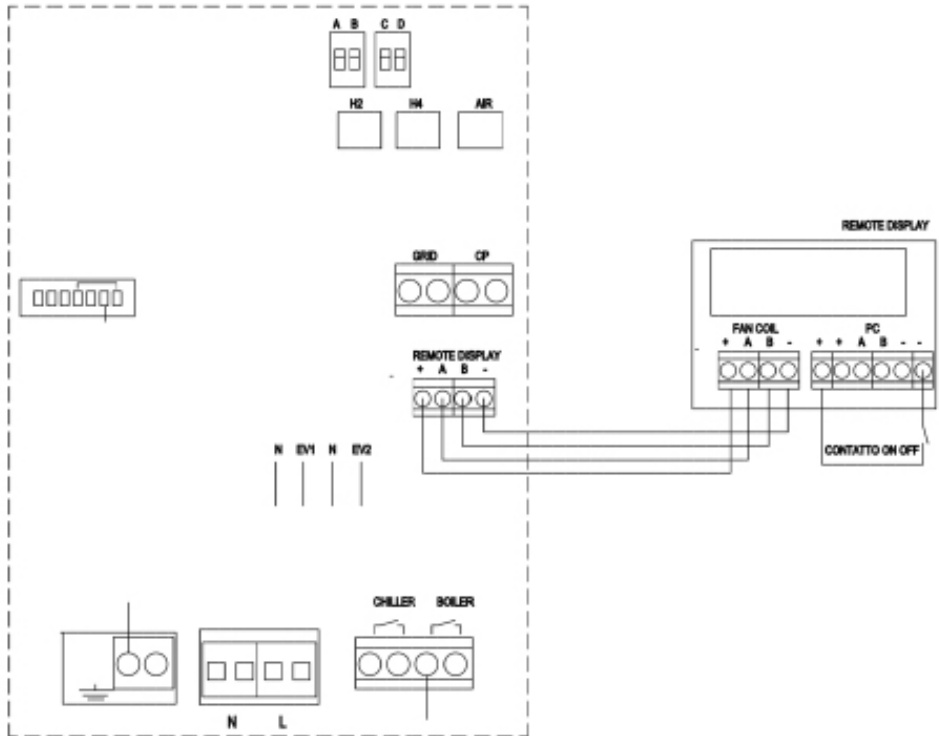 A B C D
H2 H4 AIR
REMOTE DISPLAY
GRID CP
FAN COIL PC
+ A B - + + A B - -
REMOTE DISPLAY
+ A B -
CONTATTO ON OFF
N EV1 N EV2
CHILLER BOILER
N L